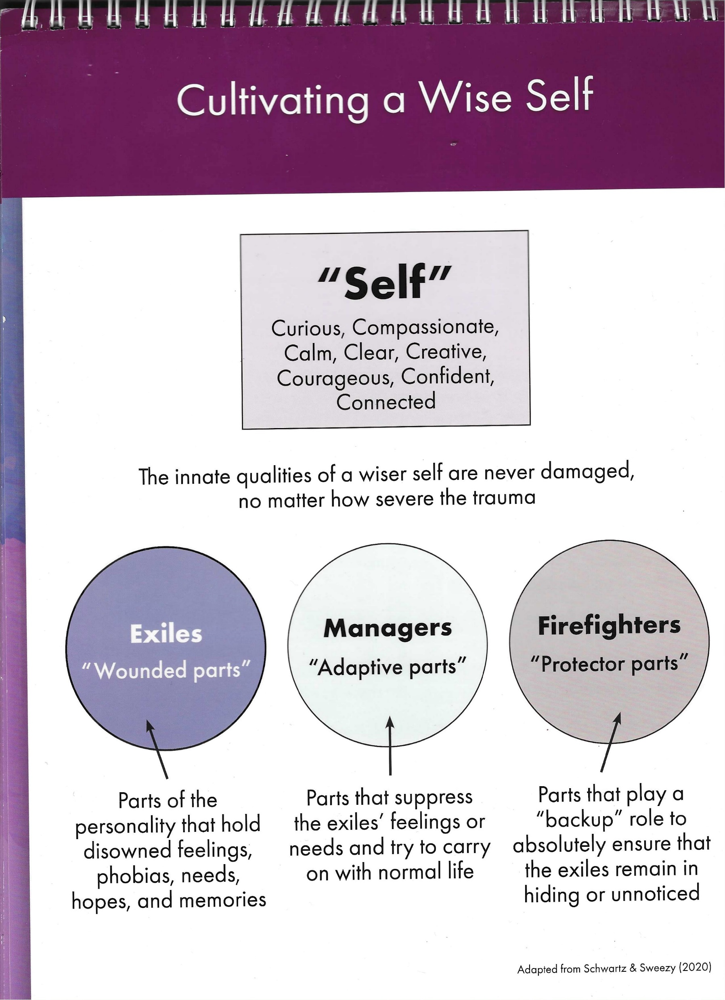 Cultivating a Wise Self
"Self"
Curious, Compassionate,
Calm, Clear, Creative,
Courageous, Confident,
Connected
The innate qualities of a wiser self are never damaged,
no matter how severe the trauma
Exiles
"Wounded parts"
Parts of the
personality that hold
disowned feelings,
phobias, needs,
hopes, and memories
Managers
"Adaptive parts"
Parts that suppress
the exiles' feelings or
needs and try to carry
on with normal life
Firefighters
"Protector parts"
Parts that play a
"backup" role to
absolutely ensure that
the exiles remain in
hiding or unnoticed
Adapted from Schwartz & Sweezy (2020)